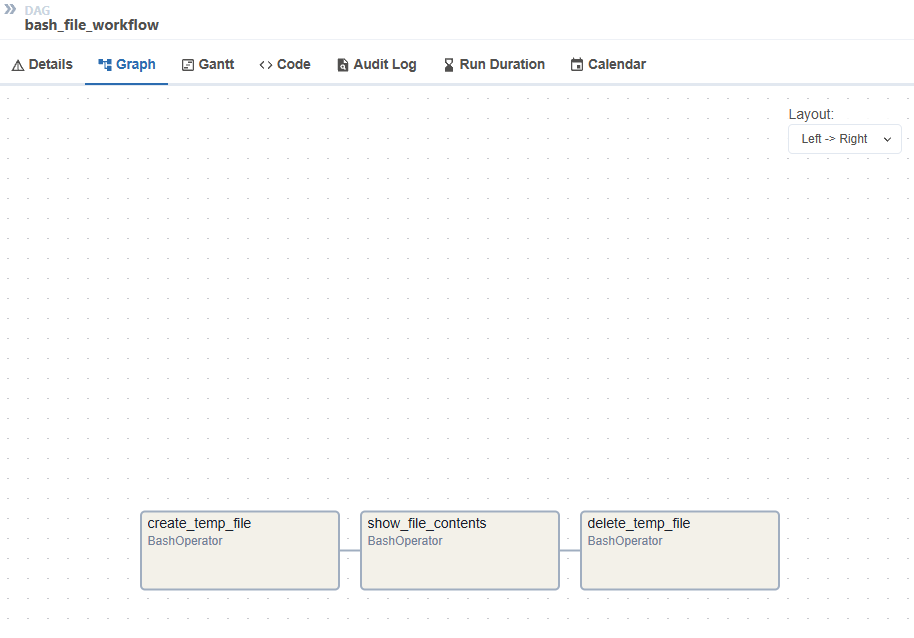 DAG
bash_file_workflow
Details Graph Gantt Code Audit Log Run Duration Calendar
Layout:
Left -> Right
create_temp_file
BashOperator
show_file_contents
BashOperator
delete_temp_file
BashOperator